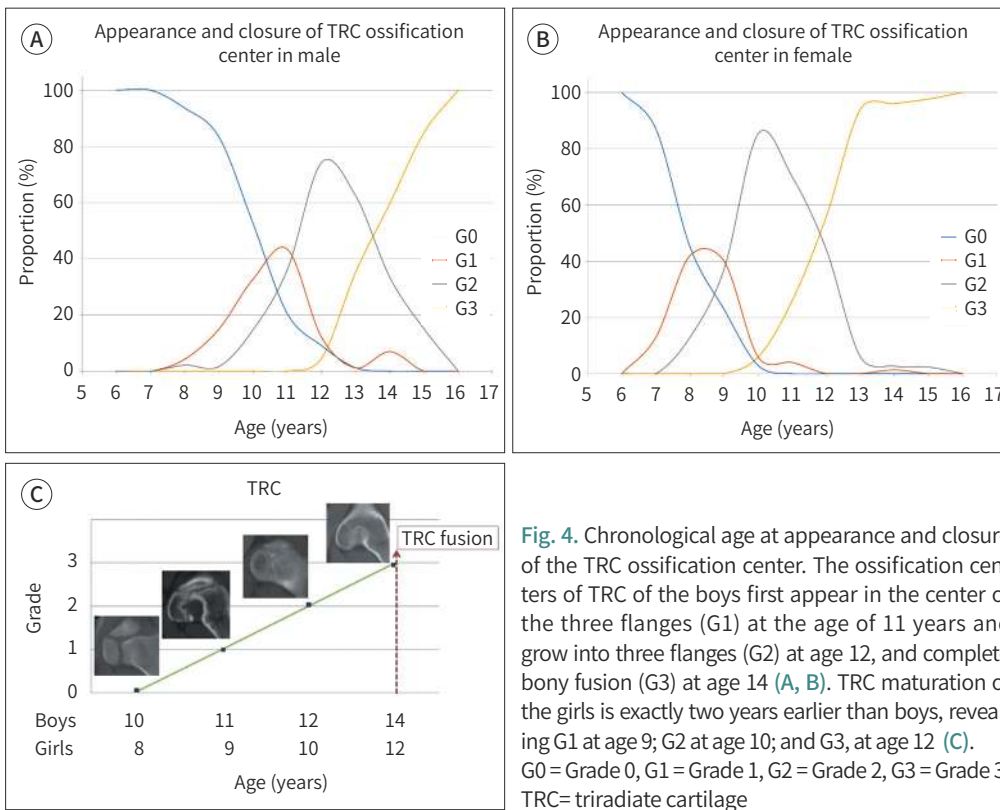 A
Appearance and closure of TRC ossification
center in male
Proportion (%)
100
80
60
40
20
0
G0
G1
G2
G3
5 6 7 8 9 10 11 12 13 14 15 16 17
Age (years)
B
Appearance and closure of TRC ossification
center in female
Proportion (%)
100
80
60
40
20
0
G0
G1
G2
G3
5 6 7 8 9 10 11 12 13 14 15 16 17
Age (years)
C
TRC
TRC fusion
Grade
3
2
1
0
Boys 10 11 12 14
Girls 8 9 10 12
Age (years)
Fig. 4. Chronological age at appearance and closur
of the TRC ossification center. The ossification cen
ters of TRC of the boys first appear in the center o
the three flanges (G1) at the age of 11 years and
grow into three flanges (G2) at age 12, and complet
bony fusion (G3) at age 14 (A, B). TRC maturation o
the girls is exactly two years earlier than boys, revea
ing G1 at age 9; G2 at age 10; and G3, at age 12 (C).
G0 = Grade 0, G1 = Grade 1, G2 = Grade 2, G3 = Grade 3
TRC= triradiate cartilage